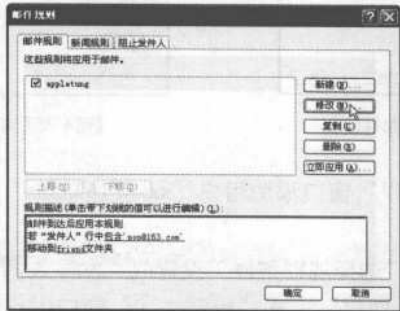 邮件规则
邮件规则 新闻规则 阻止发件人
这些规则将应用于邮件。
appletung
新建(N)...
修改(M)...
复制(C)
删除(R)
立即应用(A)...
上移(U) 下移(D)
规则描述(单击带下划线的值可以进行编辑)(L):
邮件到达后应用本规则
若“发件人”行中包含
移动到friend文件夹
确定 取消